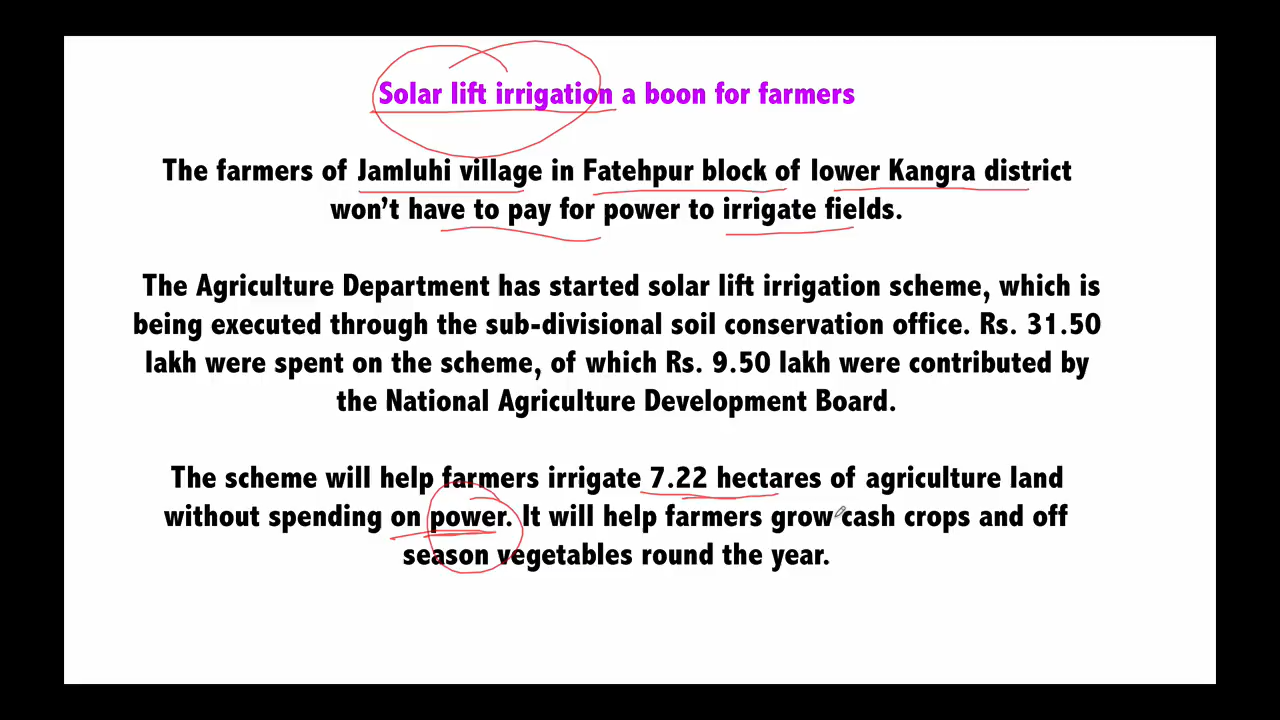 Solar lift irrigation a boon for farmers
The farmers of Jamluhi village in Fatehpur block of lower Kangra district
won't have to pay for power to irrigate fields.
The Agriculture Department has started solar lift irrigation scheme, which is
being executed through the sub-divisional soil conservation office. Rs. 31.50
lakh were spent on the scheme, of which Rs. 9.50 lakh were contributed by
the National Agriculture Development Board.
The scheme will help farmers irrigate 7.22 hectares of agriculture land
without spending on power. It will help farmers grow cash crops and off
season vegetables round the year.